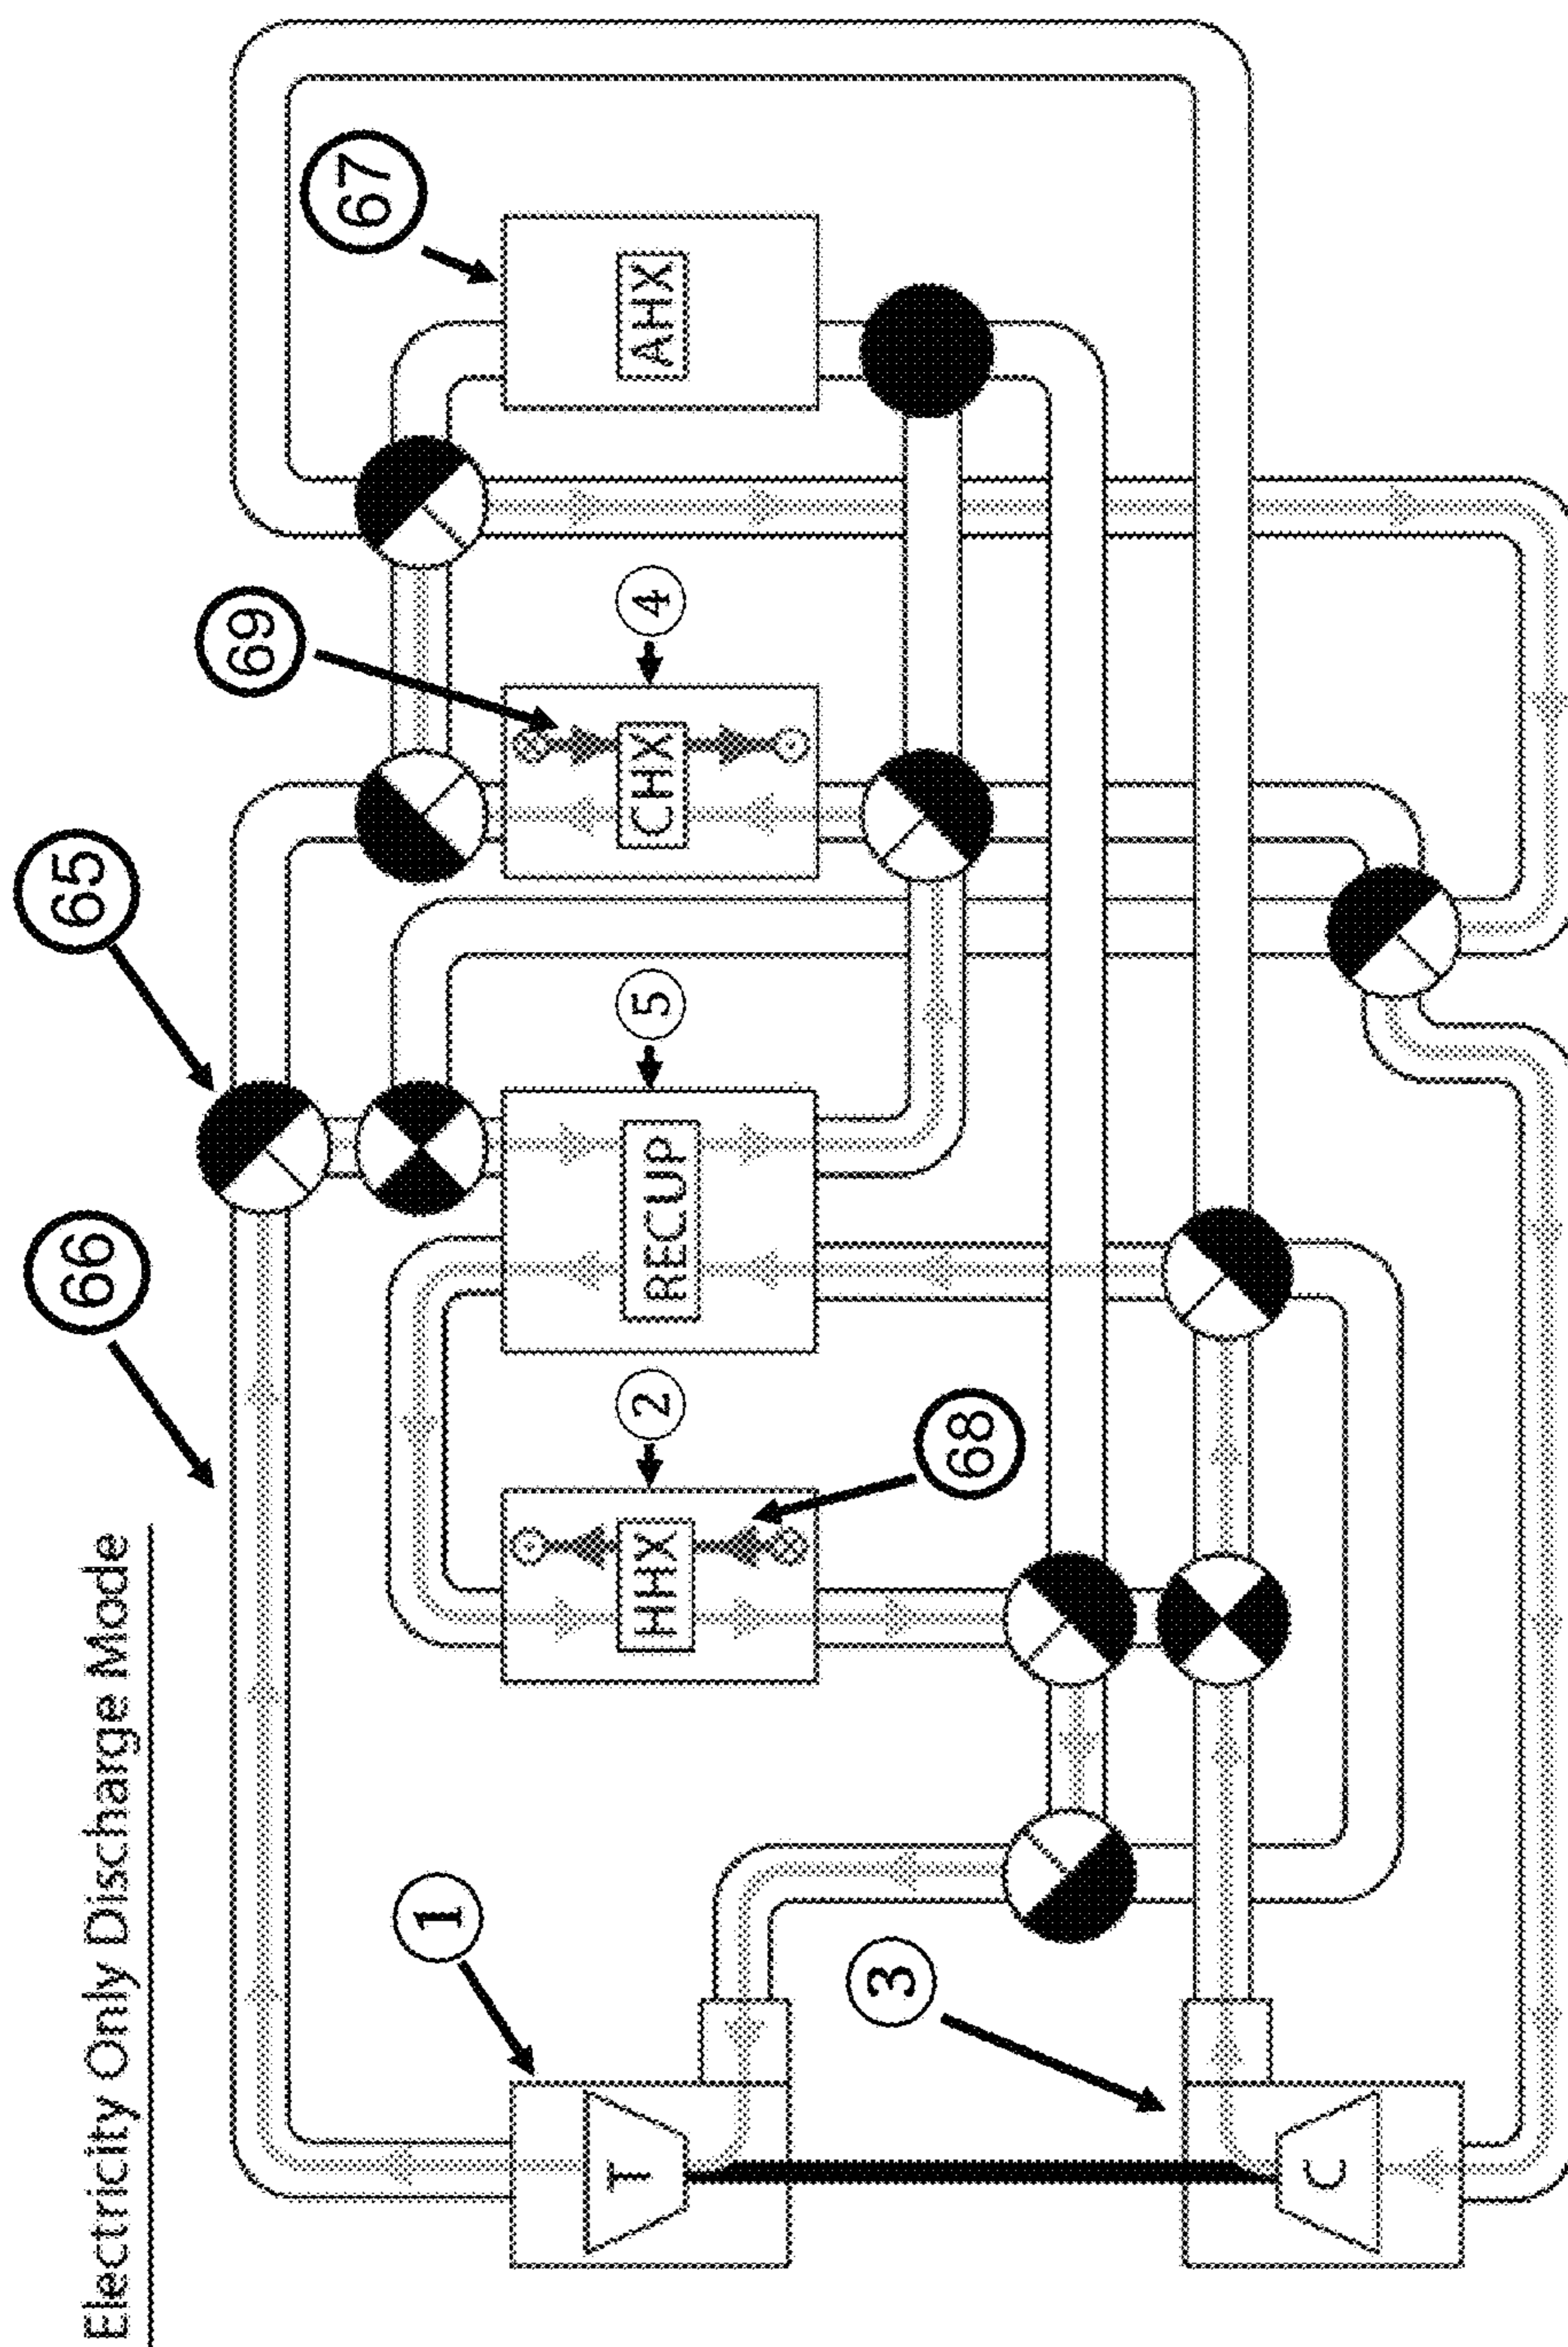 Electricity Only Discharge Mode
66
65
69
67
1
T
2
HHX
68
5
RECUP
4
CHX
AHX
3
C